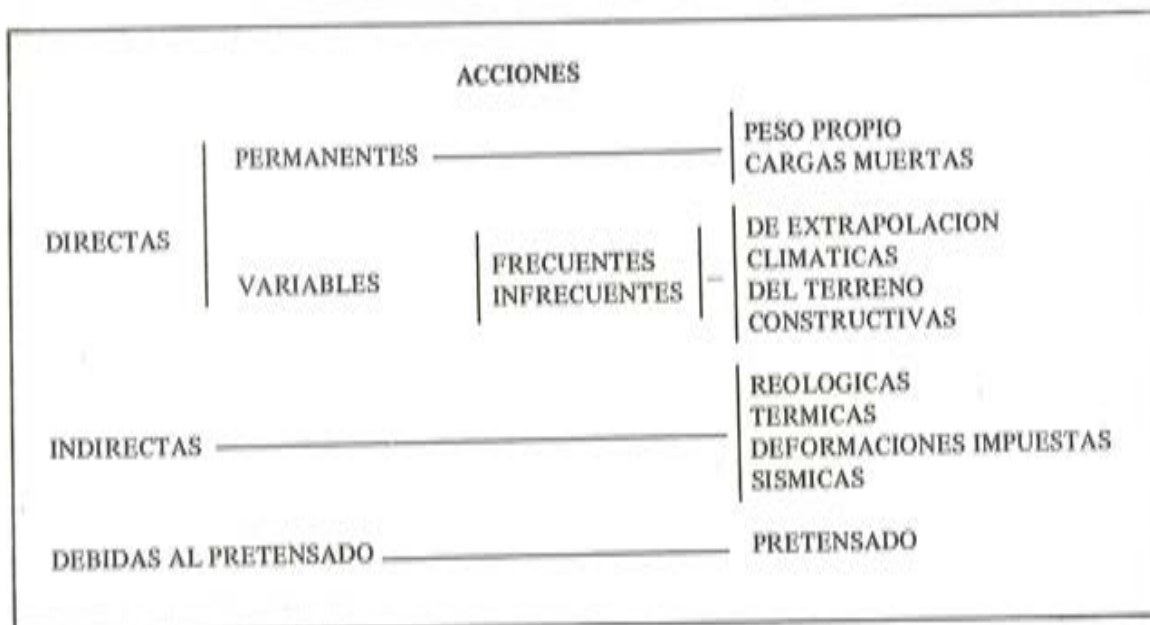 ACCIONES
DIRECTAS
PERMANENTES
PESO PROPIO
CARGAS MUERTAS
VARIABLES
FRECUENTES
INFRECUENTES
DE EXTRAPOLACION
CLIMATICAS
DEL TERRENO
CONSTRUCTIVAS
INDIRECTAS
REOLOGICAS
TERMICAS
DEFORMACIONES IMPUESTAS
SISMICAS
DEBIDAS AL PRETENSADO
PRETENSADO